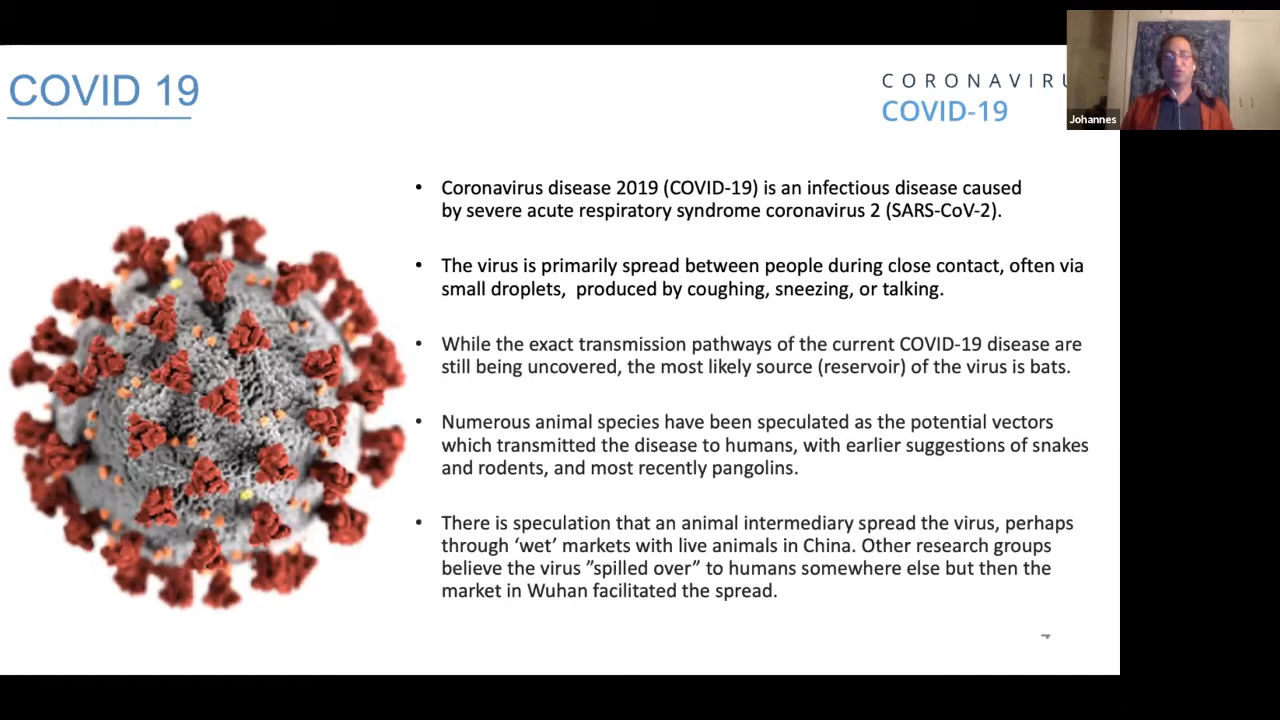 COVID 19
CORONAVIRU
COVID-19
Johannes
• Coronavirus disease 2019 (COVID-19) is an infectious disease caused
by severe acute respiratory syndrome coronavirus 2 (SARS-CoV-2).
• The virus is primarily spread between people during close contact, often via
small droplets,  produced by coughing, sneezing, or talking.
• While the exact transmission pathways of the current COVID-19 disease are
still being uncovered, the most likely source (reservoir) of the virus is bats.
• Numerous animal species have been speculated as the potential vectors
which transmitted the disease to humans, with earlier suggestions of snakes
and rodents, and most recently pangolins.
• There is speculation that an animal intermediary spread the virus, perhaps
through ‘wet’ markets with live animals in China. Other research groups
believe the virus ”spilled over” to humans somewhere else but then the
market in Wuhan facilitated the spread.